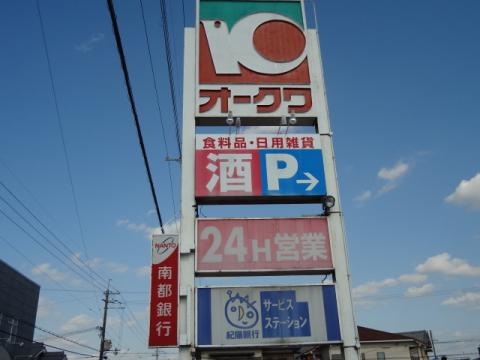 オークワ
食料品・日用雑貨
酒 P→
24H営業
NANTO
南都銀行
紀陽銀行
サービス
ステーション